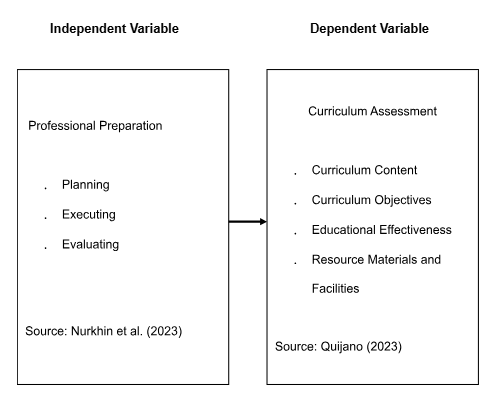 Independent Variable
Dependent Variable
Professional Preparation
. Planning
. Executing
. Evaluating
Source: Nurkhin et al. (2023)
Curriculum Assessment
. Curriculum Content
. Curriculum Objectives
. Educational Effectiveness
. Resource Materials and
Facilities
Source: Quijano (2023)